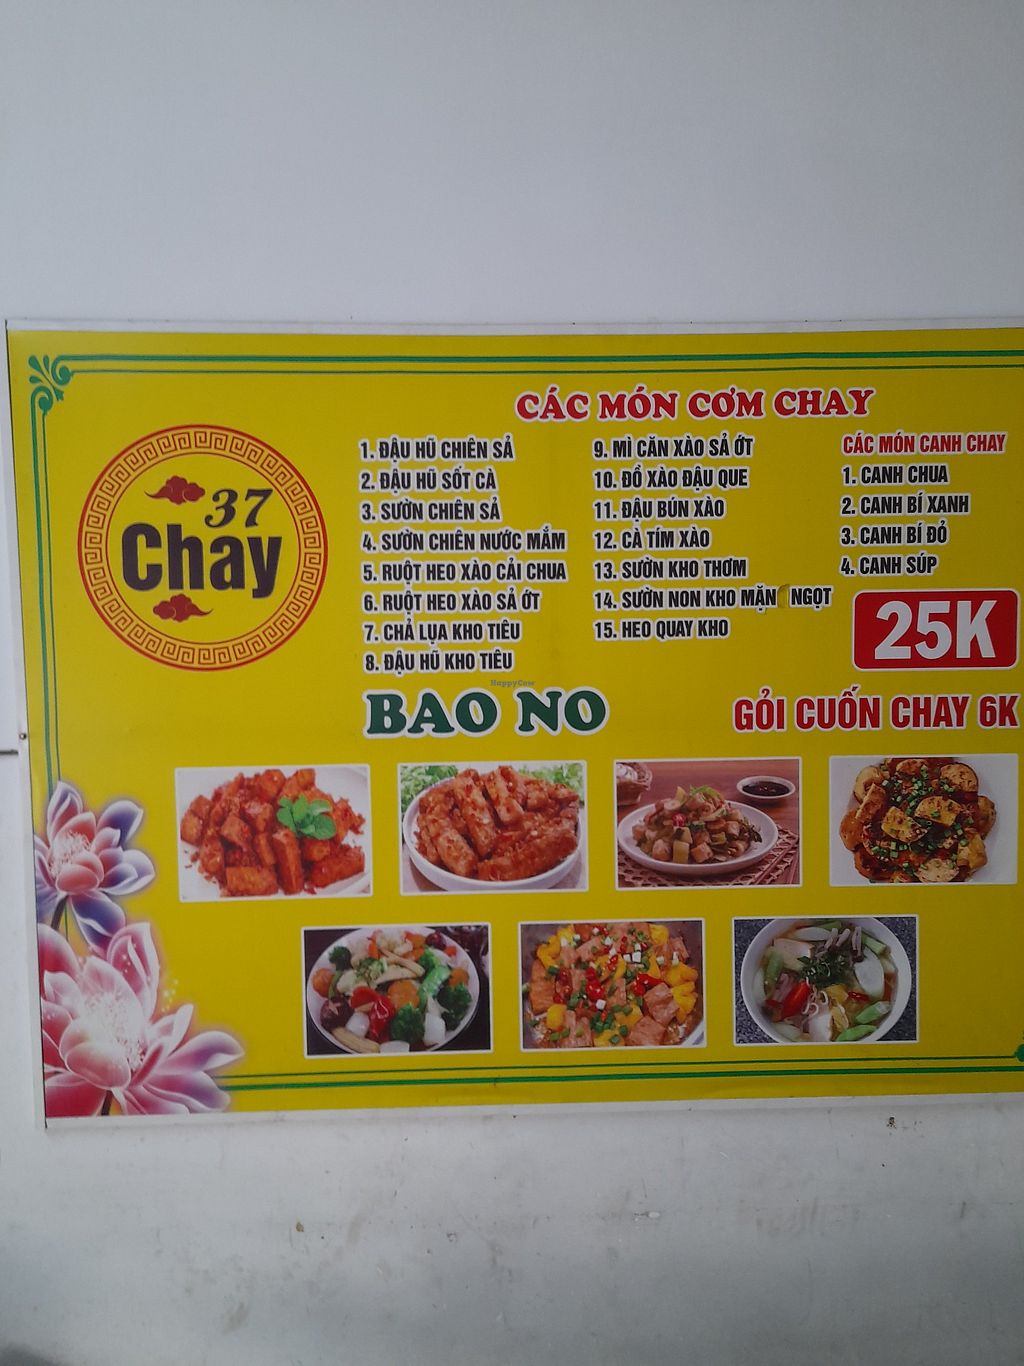 37
Chay
CÁC MÓN CƠM CHAY
1. ĐẬU HŨ CHIÊN SẢ
2. ĐẬU HŨ SỐT CÀ
3. SƯỜN CHIÊN SẢ
4. SƯỜN CHIÊN NƯỚC MẮM
5. RUỘT HEO XÀO CẢI CHUA
6. RUỘT HEO XÀO SẢ ỚT
7. CHẢ LỤA KHO TIÊU
8. ĐẬU HŨ KHO TIÊU
9. MÌ CĂN XÀO SẢ ỚT
10. ĐỒ XÀO ĐẬU QUE
11. ĐẬU BÚN XÀO
12. CÀ TÍM XÀO
13. SƯỜN KHO THƠM
14. SƯỜN NON KHO MẶN NGỌT
15. HEO QUAY KHO
CÁC MÓN CANH CHAY
1. CANH CHUA
2. CANH BÍ XANH
3. CANH BÍ ĐỎ
4. CANH SÚP
25K
HappyCow
BAO NO
GỎI CUỐN CHAY 6K